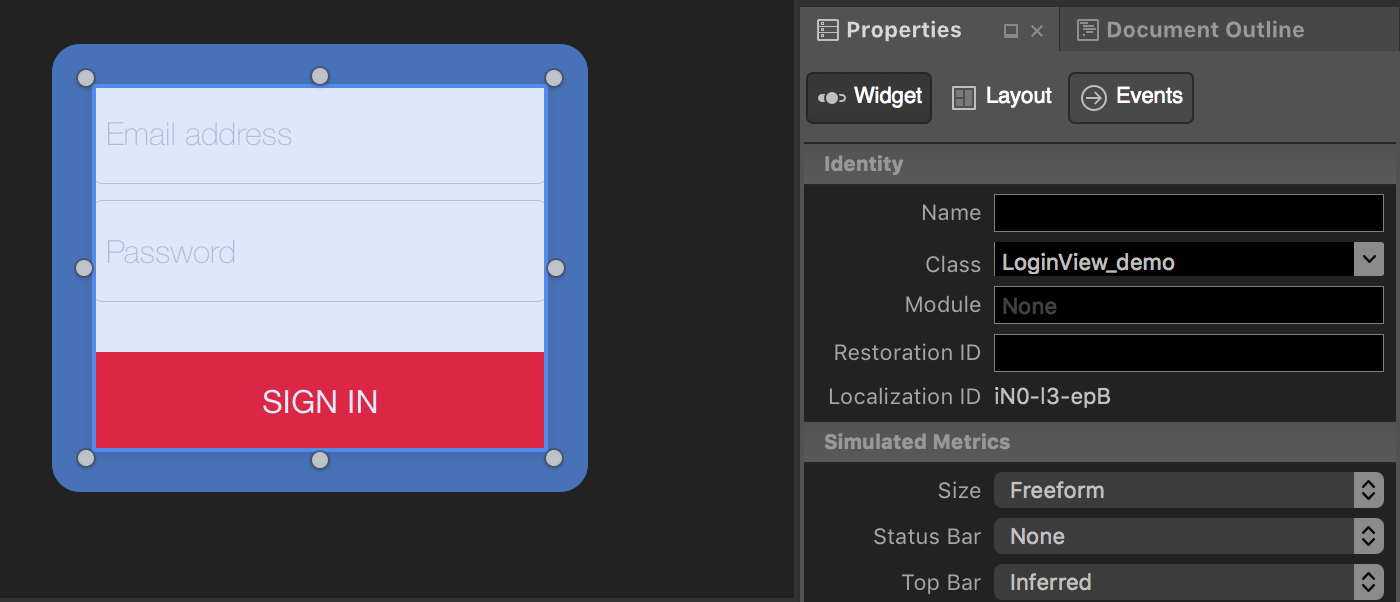 Email address
Password
SIGN IN
Properties
Document Outline
Widget
Layout
Events
Identity
Name
Class LoginView_demo
Module None
Restoration ID
Localization ID iN0-l3-epB
Simulated Metrics
Size Freeform
Status Bar None
Top Bar Inferred